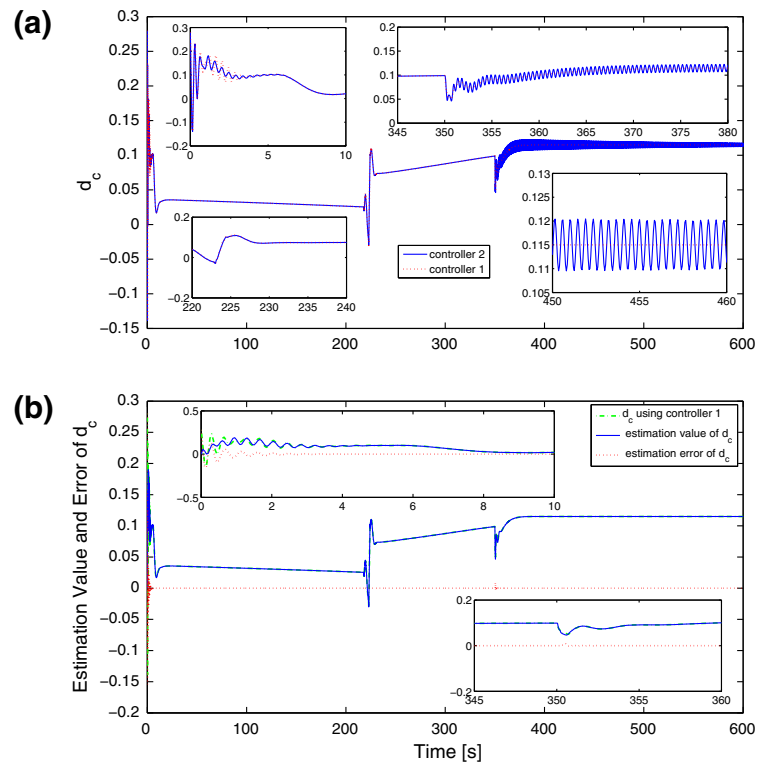 (a)
0.3
0.25
0.2
0.15
0.1
0.05
0
−0.05
−0.1
−0.15
d_c
0 100 200 300 400 500 600
0.3
0.2
0.1
0
−0.1
−0.2
0 5 10
0.2
0.15
0.1
0.05
0
345 350 355 360 365 370 375 380
0.2
0
−0.2
220 225 230 235 240
controller 2
controller 1
0.13
0.125
0.12
0.115
0.11
0.105
450 455 460
(b)
0.3
0.25
0.2
0.15
0.1
0.05
0
−0.05
−0.1
−0.15
−0.2
Estimation Value and Error of d_c
0 100 200 300 400 500 600
Time [s]
0.5
0
−0.5
0 2 4 6 8 10
d_c using controller 1
estimation value of d_c
estimation error of d_c
0.2
0
−0.2
345 350 355 360